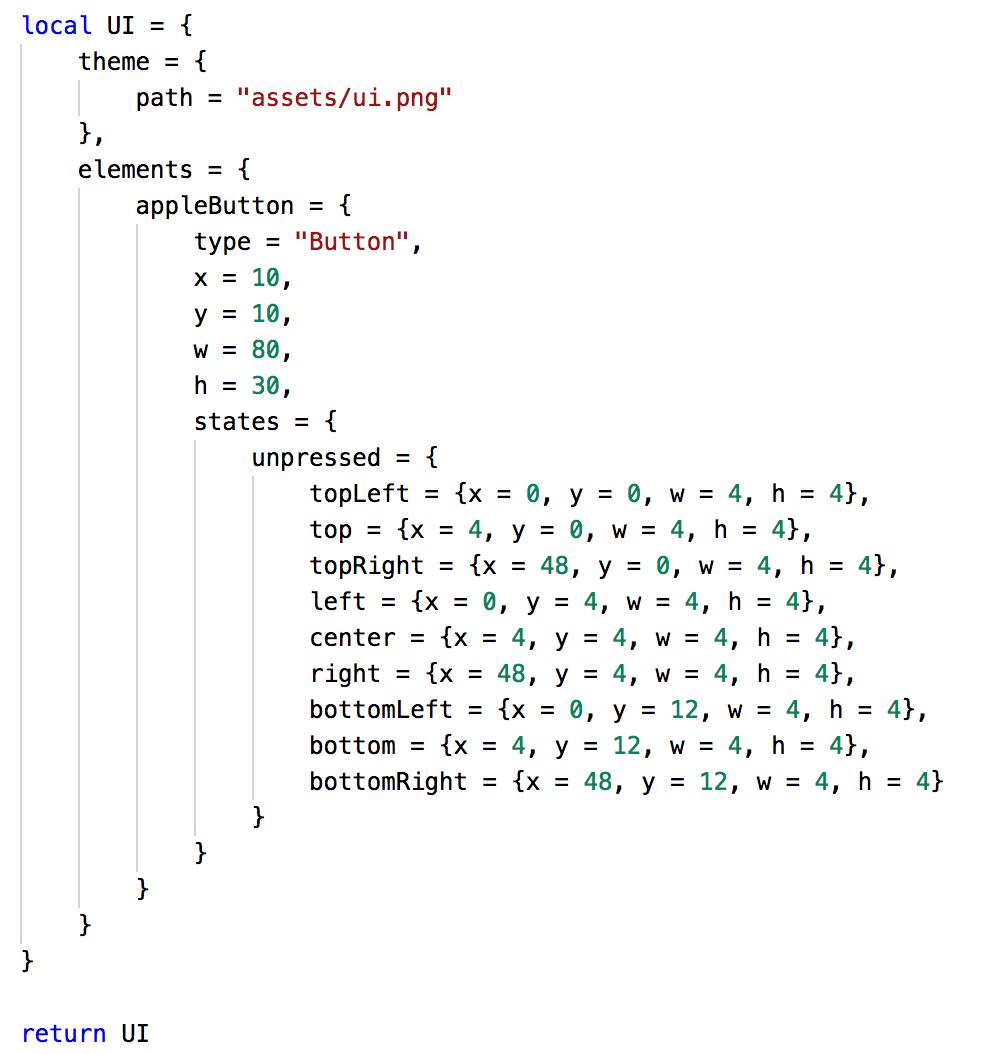 local UI = {
    theme = {
        path = "assets/ui.png"
    },
    elements = {
        appleButton = {
            type = "Button",
            x = 10,
            y = 10,
            w = 80,
            h = 30,
            states = {
                unpressed = {
                    topLeft = {x = 0, y = 0, w = 4, h = 4},
                    top = {x = 4, y = 0, w = 4, h = 4},
                    topRight = {x = 48, y = 0, w = 4, h = 4},
                    left = {x = 0, y = 4, w = 4, h = 4},
                    center = {x = 4, y = 4, w = 4, h = 4},
                    right = {x = 48, y = 4, w = 4, h = 4},
                    bottomLeft = {x = 0, y = 12, w = 4, h = 4},
                    bottom = {x = 4, y = 12, w = 4, h = 4},
                    bottomRight = {x = 48, y = 12, w = 4, h = 4}
                }
            }
        }
    }
}

return UI